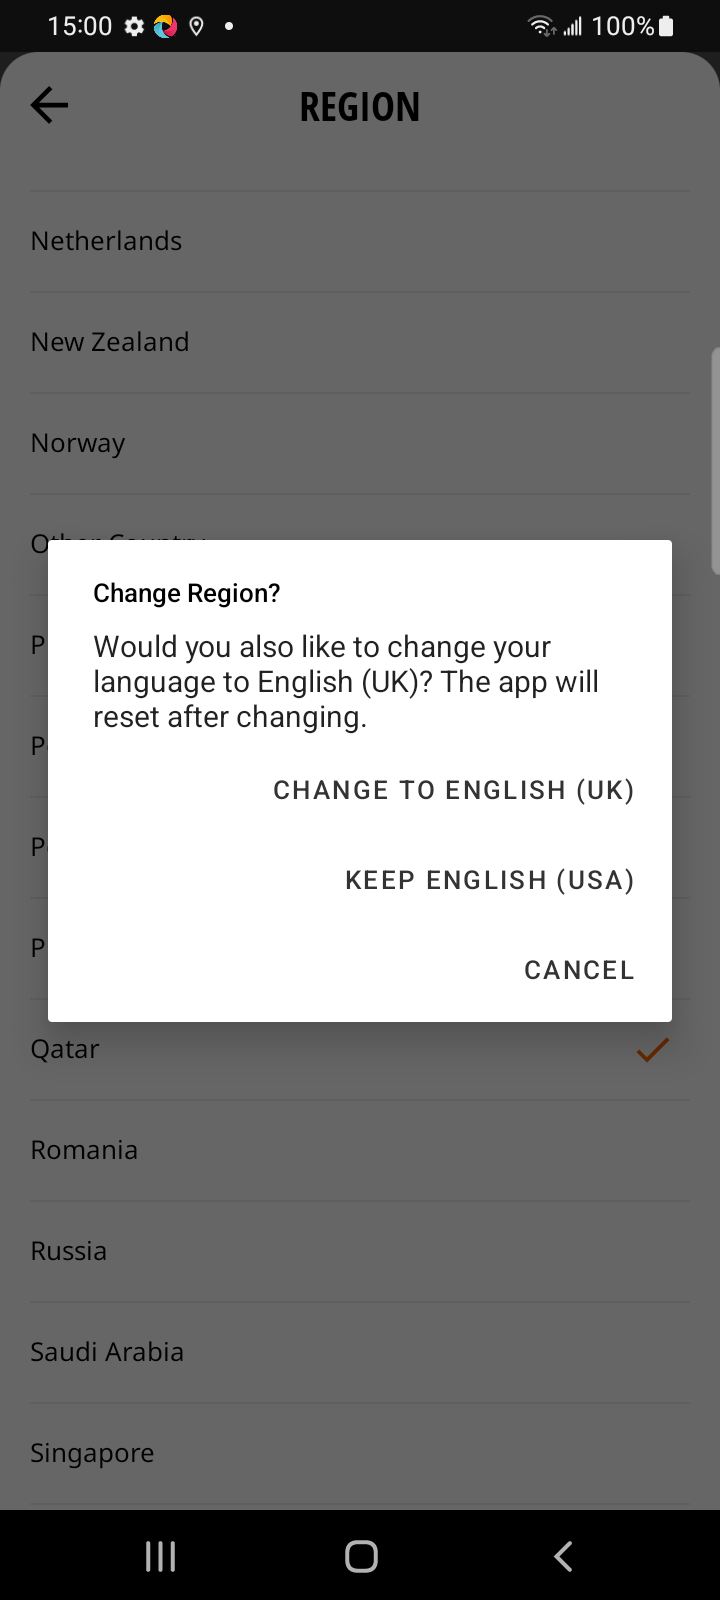 15:00
100%
REGION
Netherlands
New Zealand
Norway
Change Region?
Would you also like to change your
language to English (UK)? The app will
reset after changing.
CHANGE TO ENGLISH (UK)
KEEP ENGLISH (USA)
CANCEL
Qatar
Romania
Russia
Saudi Arabia
Singapore